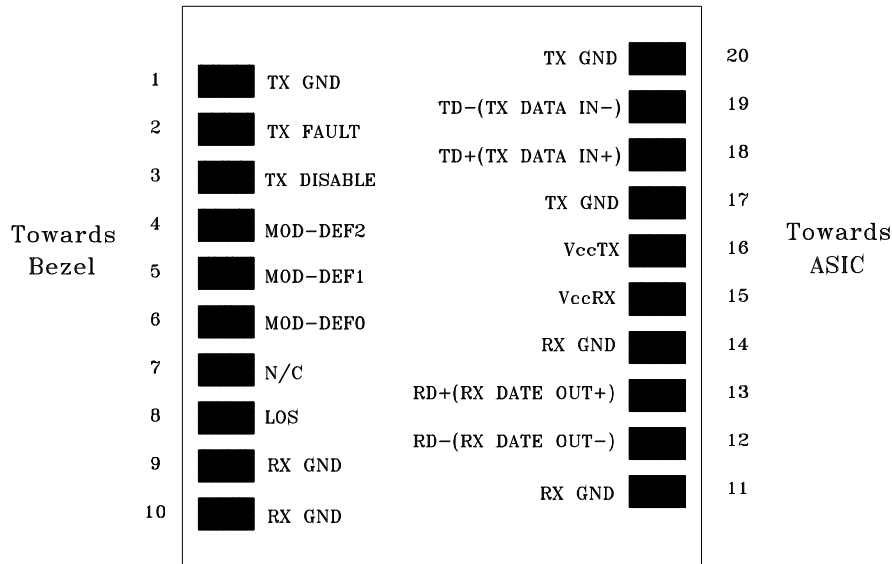 Towards
Bezel
1 TX GND
2 TX FAULT
3 TX DISABLE
4 MOD-DEF2
5 MOD-DEF1
6 MOD-DEF0
7 N/C
8 LOS
9 RX GND
10 RX GND
TX GND 20
TD-(TX DATA IN-) 19
TD+(TX DATA IN+) 18
TX GND 17
VccTX 16
VccRX 15
RX GND 14
RD+(RX DATE OUT+) 13
RD-(RX DATE OUT-) 12
RX GND 11
Towards
ASIC